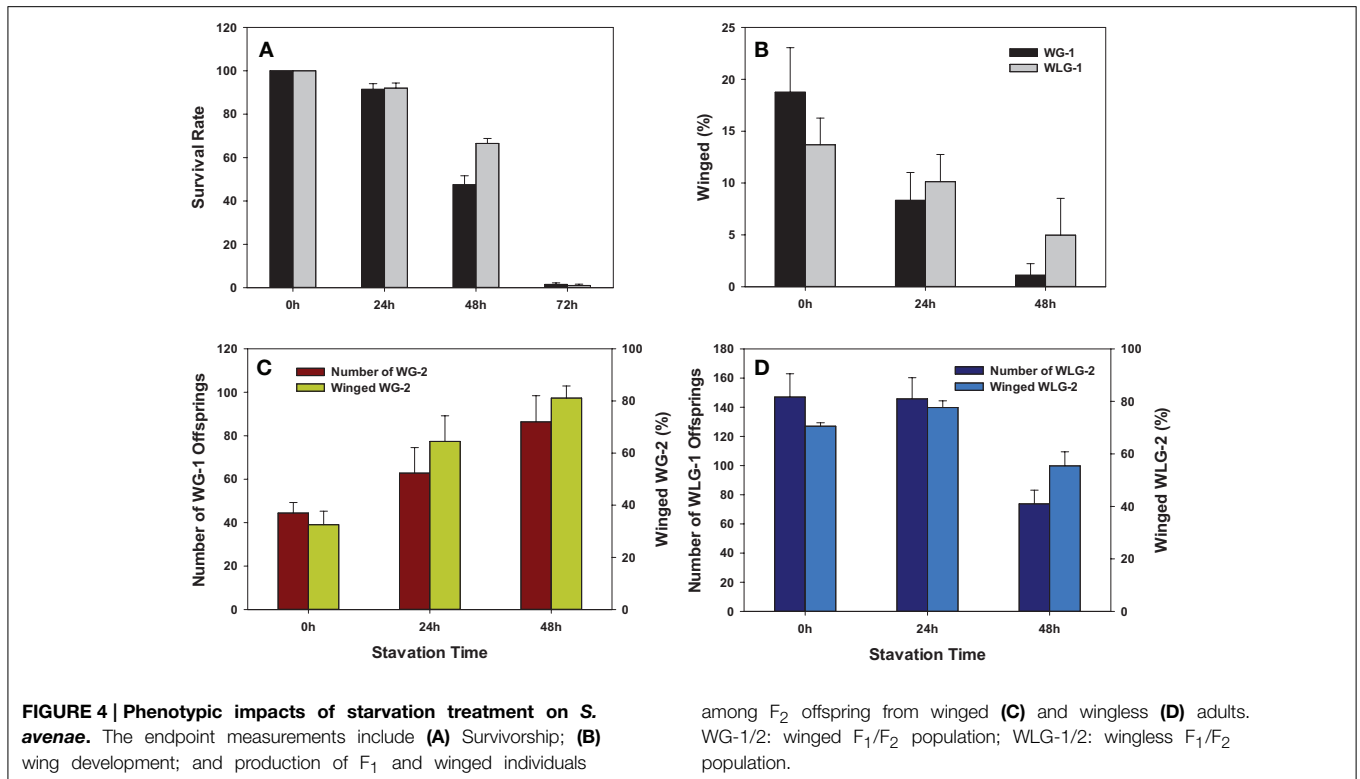 A
Survival Rate
120
100
80
60
40
20
0
0h 24h 48h 72h
B
WG-1
WLG-1
Winged (%)
25
20
15
10
5
0
0h 24h 48h
C
Number of WG-2
Winged WG-2
Number of WG-1 Offsprings
120
100
80
60
40
20
0
Winged WG-2 (%)
100
80
60
40
20
0
0h 24h 48h
Stavation Time
D
Number of WLG-2
Winged WLG-2
Number of WLG-1 Offsprings
180
160
140
120
100
80
60
40
20
0
Winged WLG-2 (%)
100
80
60
40
20
0
0h 24h 48h
Stavation Time
FIGURE 4 | Phenotypic impacts of starvation treatment on S.
avenae. The endpoint measurements include (A) Survivorship; (B)
wing development; and production of F1 and winged individuals
among F2 offspring from winged (C) and wingless (D) adults.
WG-1/2: winged F1/F2 population; WLG-1/2: wingless F1/F2
population.